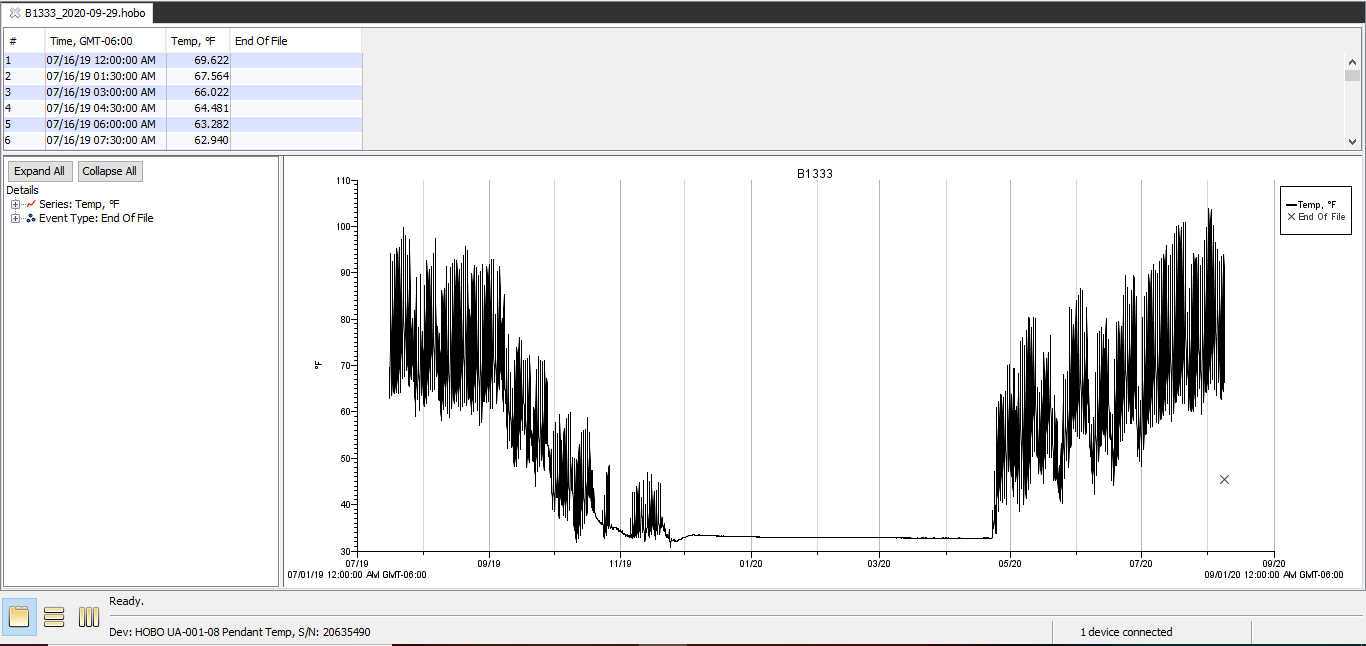 B1333_2020-09-29.hobo
# Time, GMT-06:00 Temp, °F End Of File
1 07/16/19 12:00:00 AM 69.622
2 07/16/19 01:30:00 AM 67.564
3 07/16/19 03:00:00 AM 66.022
4 07/16/19 04:30:00 AM 64.481
5 07/16/19 06:00:00 AM 63.282
6 07/16/19 07:30:00 AM 62.940
Expand All Collapse All
Details
Series: Temp, °F
Event Type: End Of File
B1333
110
100
90
80
70
60
50
40
30
°F
07/19 09/19 11/19 01/20 03/20 05/20 07/20 09/20
07/01/19 12:00:00 AM GMT-06:00 09/01/20 12:00:00 AM GMT-06:00
Temp, °F
End Of File
Ready.
Dev: HOBO UA-001-08 Pendant Temp, S/N: 20635490 1 device connected